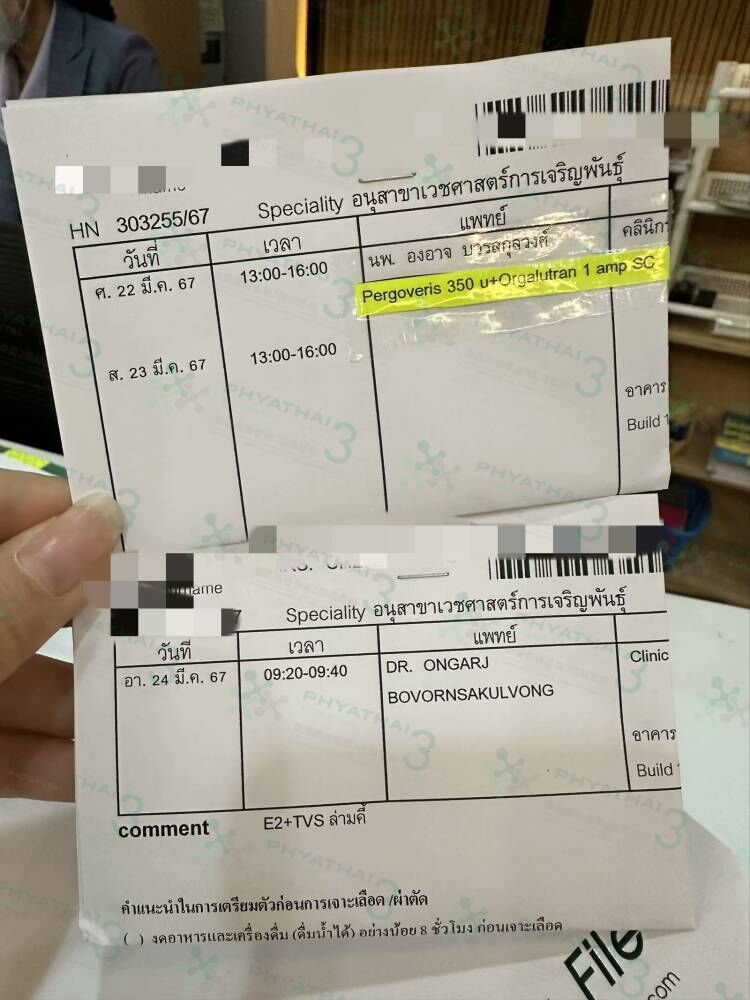 HN 303255/67
Speciality อนุสาขาเวชศาสตร์การเจริญพันธุ์
วันที่ เวลา แพทย์
ศ. 22 มี.ค. 67 13:00-16:00 นพ. องอาจ บวรสกุลวงศ์ คลินิก
Pergoveris 350 u+Orgalutran 1 amp SC
ส. 23 มี.ค. 67 13:00-16:00
อาคาร
Build
Speciality อนุสาขาเวชศาสตร์การเจริญพันธุ์
วันที่ เวลา แพทย์
อา. 24 มี.ค. 67 09:20-09:40 DR. ONGARJ Clinic
BOVORNSAKULVONG
อาคาร
Build
comment E2+TVS ล่ามคี้
คำแนะนำในการเตรียมตัวก่อนการเจาะเลือด /ผ่าตัด
( ) งดอาหารและเครื่องดื่ม (ดื่มน้ำได้) อย่างน้อย 8 ชั่วโมง ก่อนเจาะเลือด
File
com
PHYATHAI 3